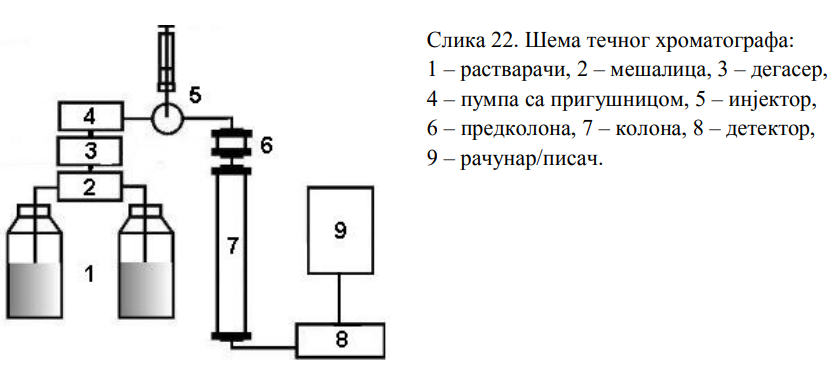 Слика 22. Шема течног хроматографа:
1 – растварачи, 2 – мешалица, 3 – дегасер,
4 – пумпа са пригушницом, 5 – инјектор,
6 – предколона, 7 – колона, 8 – детектор,
9 – рачунар/писач.
5
4
6
3
2
9
7
1
8